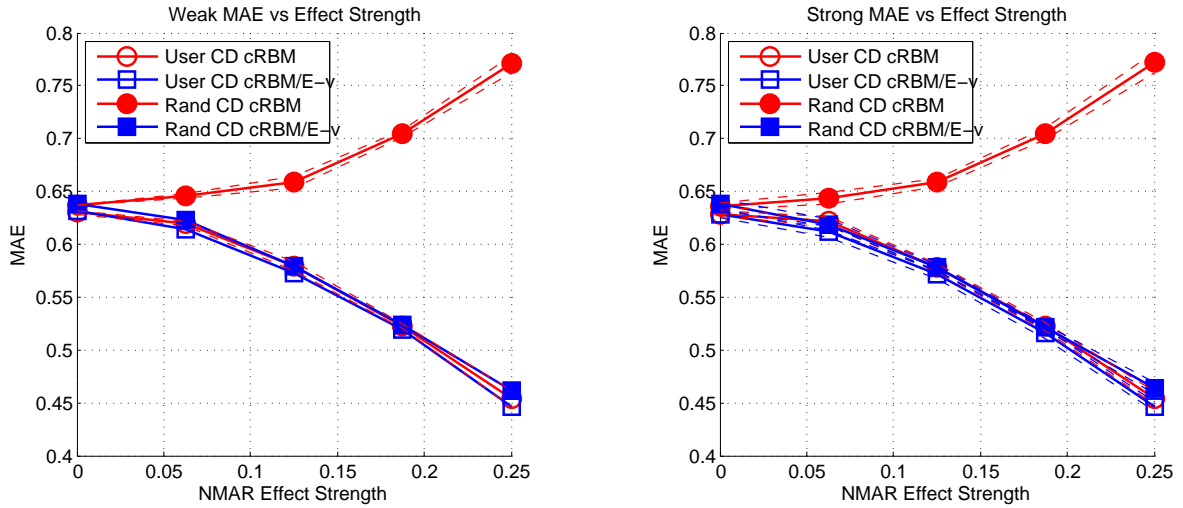 Weak MAE vs Effect Strength
0.8
0.75
0.7
0.65
0.6
0.55
0.5
0.45
0.4
MAE
User CD cRBM
User CD cRBM/E−v
Rand CD cRBM
Rand CD cRBM/E−v
0 0.05 0.1 0.15 0.2 0.25
NMAR Effect Strength
Strong MAE vs Effect Strength
0.8
0.75
0.7
0.65
0.6
0.55
0.5
0.45
0.4
MAE
User CD cRBM
User CD cRBM/E−v
Rand CD cRBM
Rand CD cRBM/E−v
0 0.05 0.1 0.15 0.2 0.25
NMAR Effect Strength